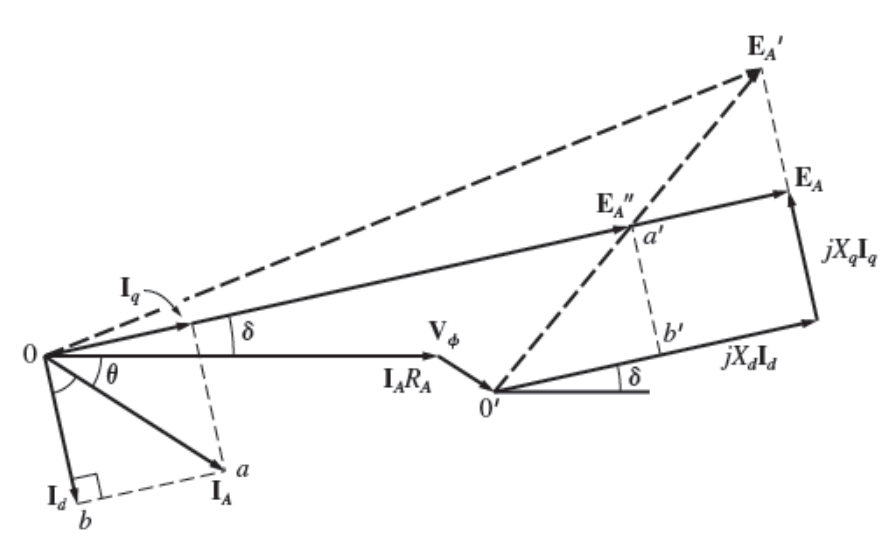 E_A′
E_A
E_A″
a′
jX_qI_q
I_q
δ
V_ϕ
b′
0
θ
I_AR_A
jX_dI_d
δ
0′
a
I_d
I_A
b